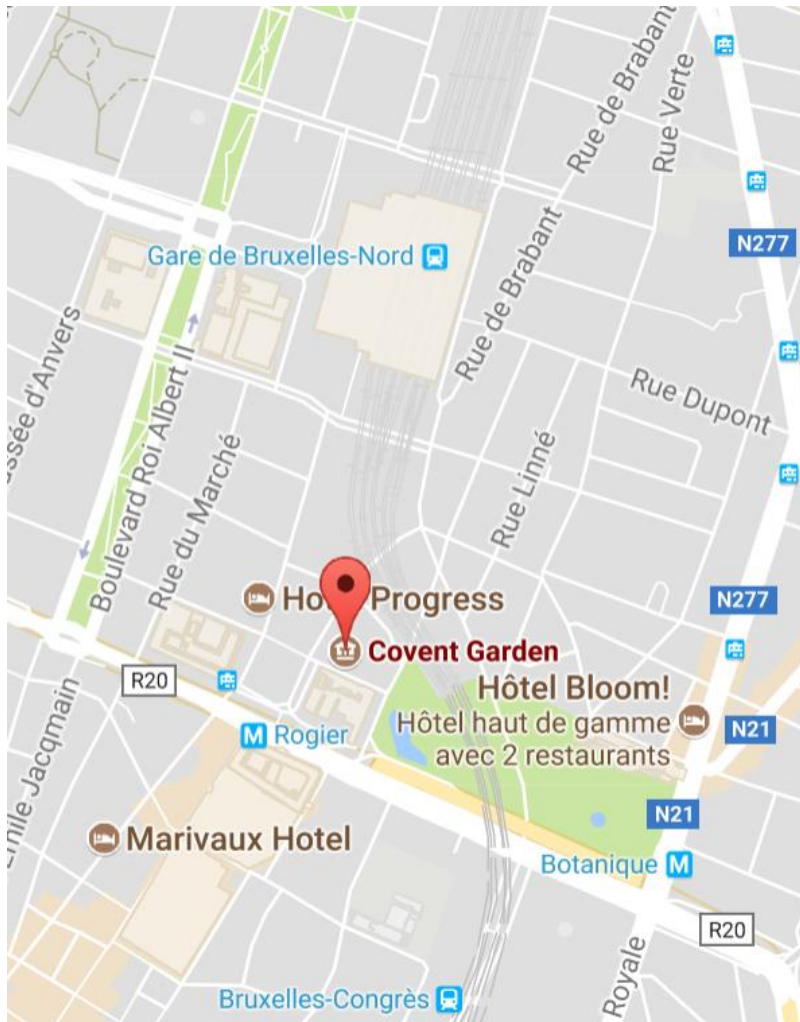 Rue de Brabant
Rue Verte
N277
Gare de Bruxelles-Nord
Rue de Brabant
ssée d'Anvers
Boulevard Roi Albert II
Rue du Marché
Rue Dupont
Rue Linné
Progress
N277
Covent Garden
R20
Hôtel Bloom!
Hôtel haut de gamme
avec 2 restaurants
N21
Rogier
M
N21
Marivaux Hotel
Botanique
M
mile Jacqmain
R20
Royale
Bruxelles-Congrès